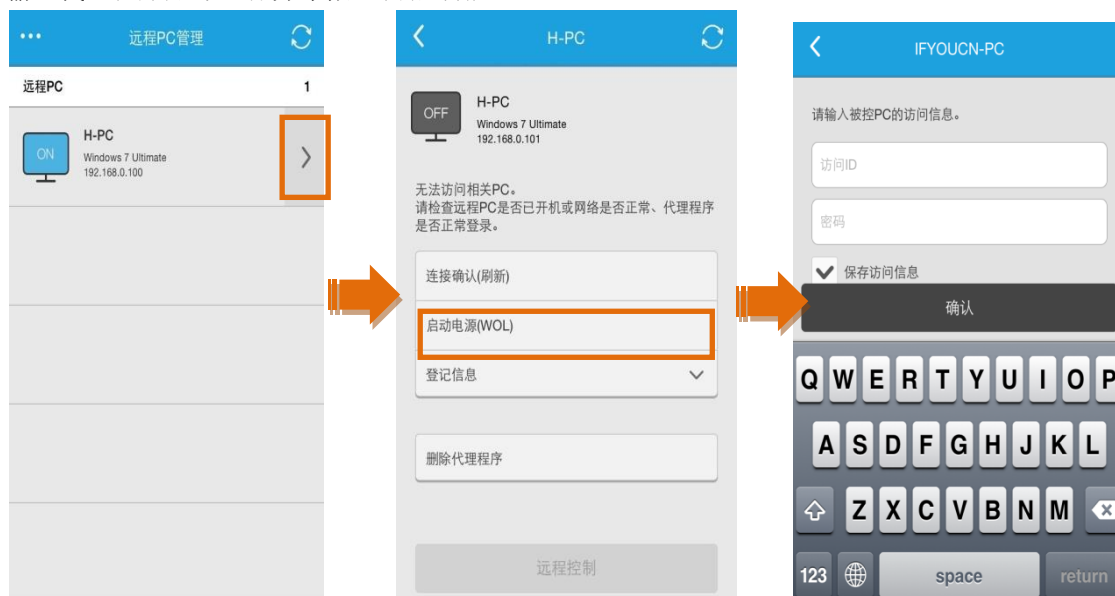 远程PC管理
远程PC 1
ON
H-PC
Windows 7 Ultimate
192.168.0.100
H-PC
OFF
H-PC
Windows 7 Ultimate
192.168.0.101
无法访问相关PC。
请检查远程PC是否已开机或网络是否正常、代理程序
是否正常登录。
连接确认(刷新)
启动电源(WOL)
登记信息
删除代理程序
远程控制
IFYOUCN-PC
请输入被控PC的访问信息。
访问ID
密码
保存访问信息
确认
Q W E R T Y U I O P
A S D F G H J K L
Z X C V B N M
123 space return